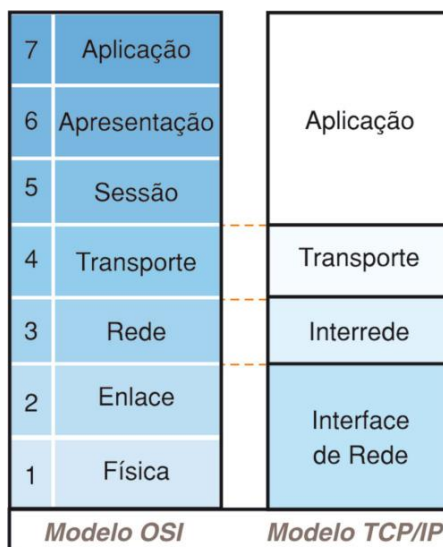 7 Aplicação
6 Apresentação
5 Sessão
4 Transporte
3 Rede
2 Enlace
1 Física
Modelo OSI
Aplicação
Transporte
Interrede
Interface
de Rede
Modelo TCP/IP